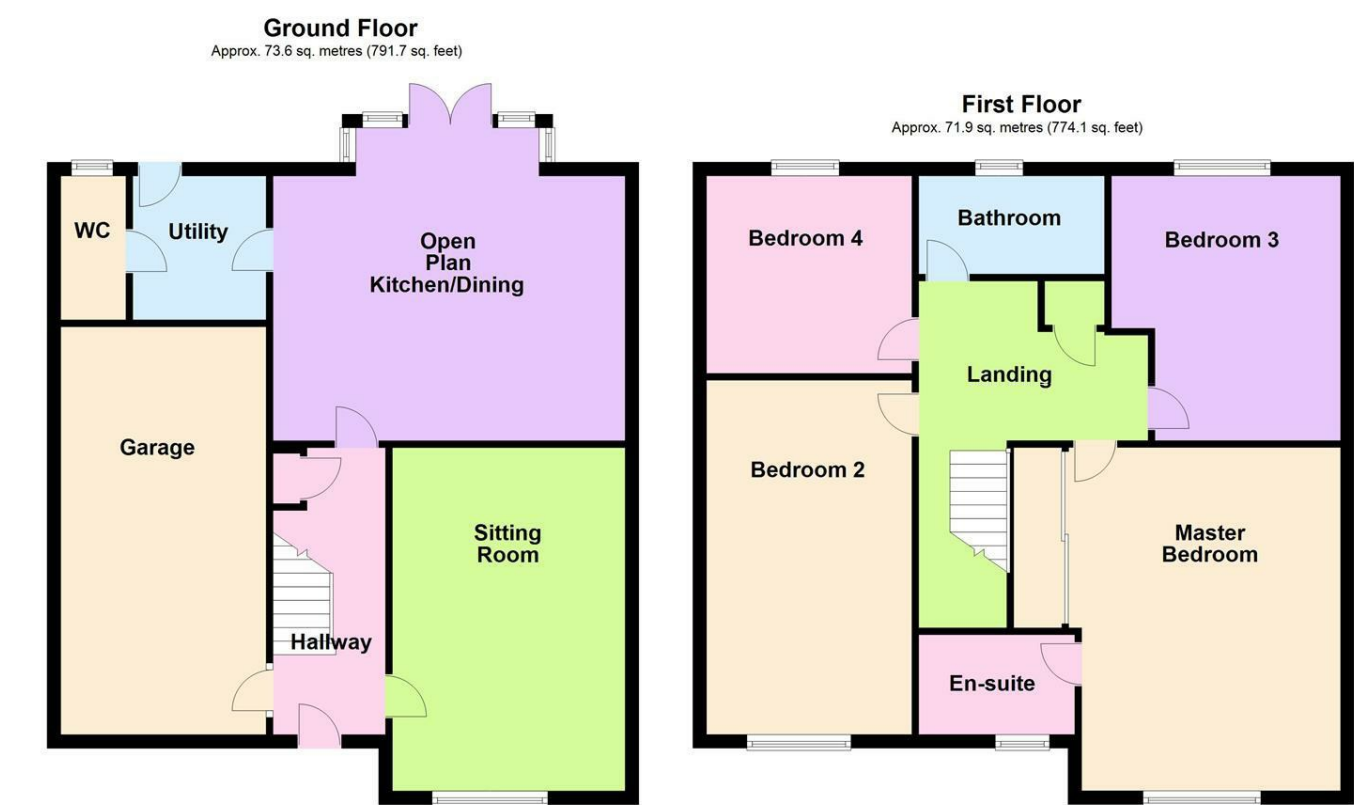 Ground Floor
Approx. 73.6 sq. metres (791.7 sq. feet)
WC
Utility
Open
Plan
Kitchen/Dining
Garage
Sitting
Room
Hallway
First Floor
Approx. 71.9 sq. metres (774.1 sq. feet)
Bedroom 4
Bathroom
Bedroom 3
Landing
Bedroom 2
Master
Bedroom
En-suite